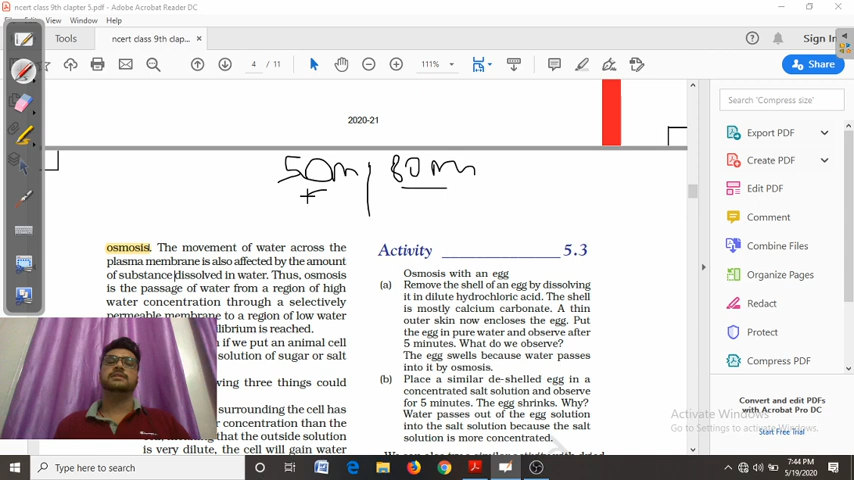 ncert class 9th chapter 5.pdf - Adobe Acrobat Reader DC
File Edit View Window Help
Tools
ncert class 9th clap... ×
Sign In
4 / 11
111%
Share
2020-21
50m 80 m
osmosis. The movement of water across the
plasma membrane is also affected by the amount
of substance dissolved in water. Thus, osmosis
is the passage of water from a region of high
water concentration through a selectively
permeable membrane to a region of low water
equilibrium is reached.
if we put an animal cell
solution of sugar or salt
wing three things could
surrounding the cell has
concentration than the
that the outside solution
is very dilute, the cell will gain water
Activity 5.3
Osmosis with an egg
(a) Remove the shell of an egg by dissolving
it in dilute hydrochloric acid. The shell
is mostly calcium carbonate. A thin
outer skin now encloses the egg. Put
the egg in pure water and observe after
5 minutes. What do we observe?
The egg swells because water passes
into it by osmosis.
(b) Place a similar de-shelled egg in a
concentrated salt solution and observe
for 5 minutes. The egg shrinks. Why?
Water passes out of the egg solution
into the salt solution because the salt
solution is more concentrated.
Search 'Compress size'
Export PDF
Create PDF
Edit PDF
Comment
Combine Files
Organize Pages
Redact
Protect
Compress PDF
Convert and edit PDFs
with Acrobat Pro DC
Start Free Trial
Activate Windows
Go to Settings to activate Windows.
Type here to search
ENG
7:44 PM
5/19/2020